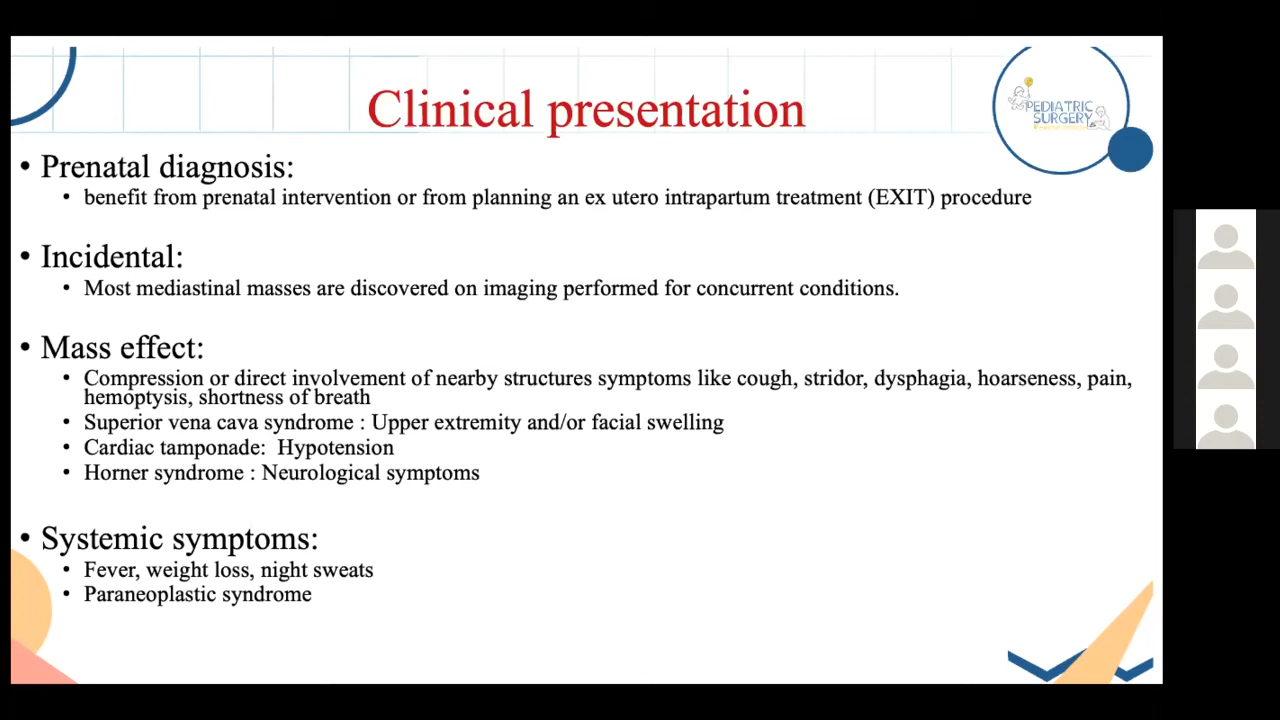 Clinical presentation
PEDIATRIC
SURGERY
• Prenatal diagnosis:
• benefit from prenatal intervention or from planning an ex utero intrapartum treatment (EXIT) procedure
• Incidental:
• Most mediastinal masses are discovered on imaging performed for concurrent conditions.
• Mass effect:
• Compression or direct involvement of nearby structures symptoms like cough, stridor, dysphagia, hoarseness, pain,
hemoptysis, shortness of breath
• Superior vena cava syndrome : Upper extremity and/or facial swelling
• Cardiac tamponade:  Hypotension
• Horner syndrome : Neurological symptoms
• Systemic symptoms:
• Fever, weight loss, night sweats
• Paraneoplastic syndrome